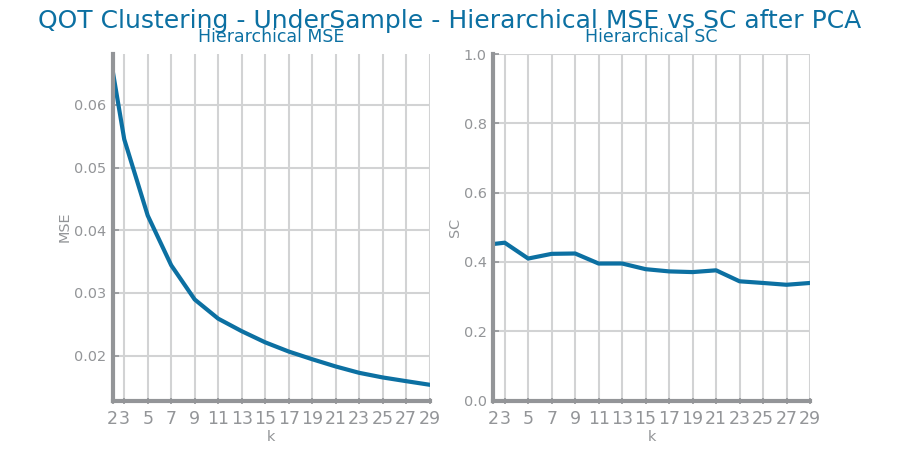 QOT Clustering - UnderSample - Hierarchical MSE vs SC after PCA
Hierarchical MSE
Hierarchical SC
MSE
0.06
0.05
0.04
0.03
0.02
2 3 5 7 9 11 13 15 17 19 21 23 25 27 29
k
SC
1.0
0.8
0.6
0.4
0.2
0.0
2 3 5 7 9 11 13 15 17 19 21 23 25 27 29
k